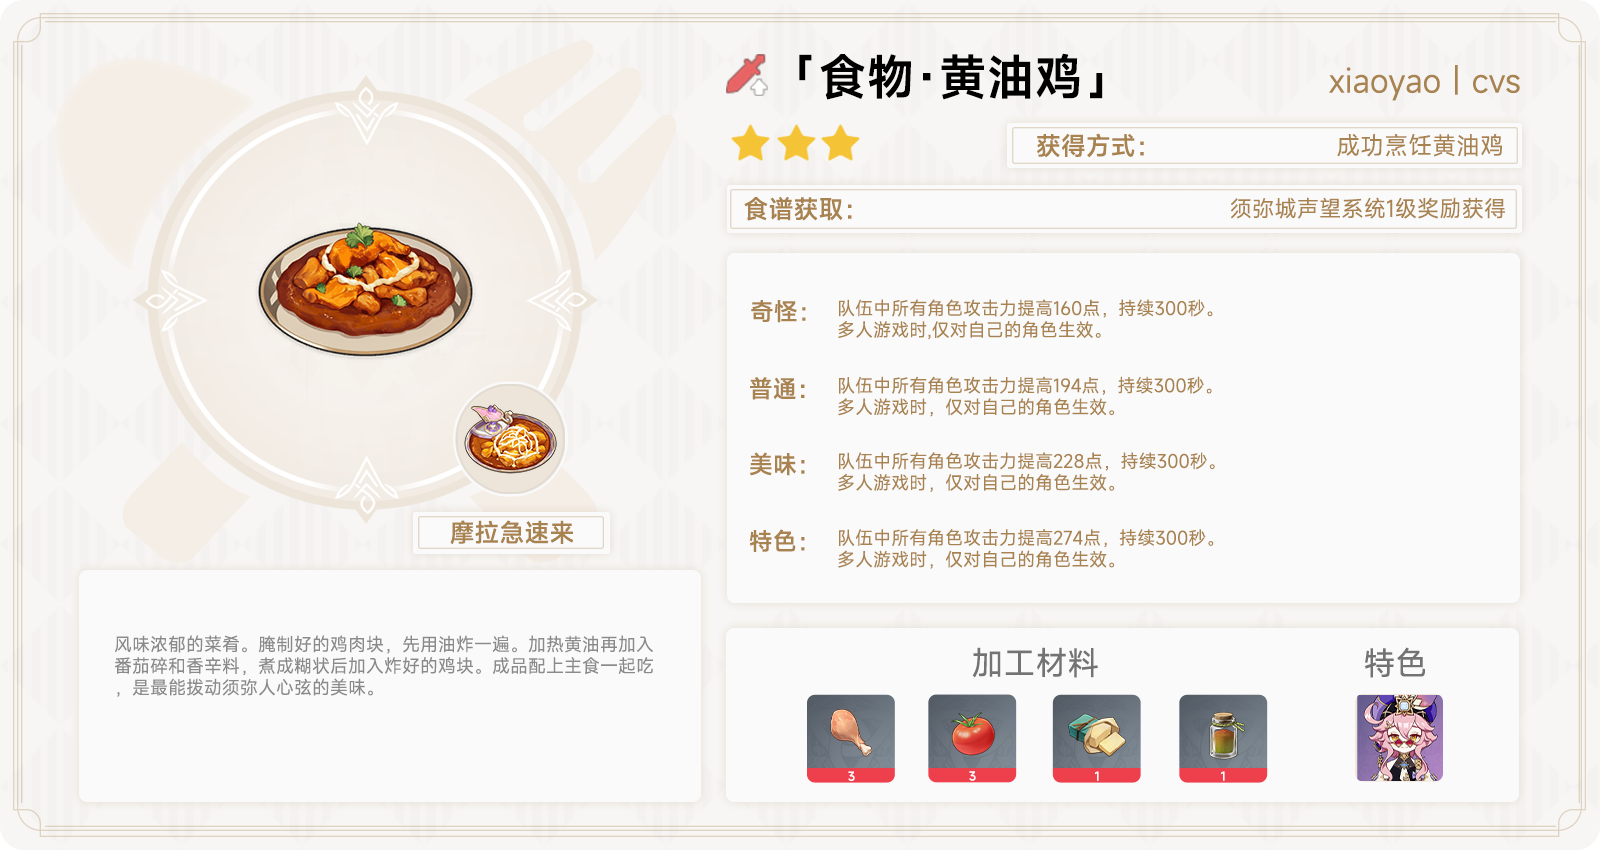 「食物·黄油鸡」
xiaoyao | cvs
获得方式： 成功烹饪黄油鸡
食谱获取： 须弥城声望系统1级奖励获得
奇怪： 队伍中所有角色攻击力提高160点，持续300秒。
多人游戏时,仅对自己的角色生效。
普通： 队伍中所有角色攻击力提高194点，持续300秒。
多人游戏时，仅对自己的角色生效。
美味： 队伍中所有角色攻击力提高228点，持续300秒。
多人游戏时，仅对自己的角色生效。
特色： 队伍中所有角色攻击力提高274点，持续300秒。
多人游戏时，仅对自己的角色生效。
摩拉急速来
风味浓郁的菜肴。腌制好的鸡肉块，先用油炸一遍。加热黄油再加入
番茄碎和香辛料，煮成糊状后加入炸好的鸡块。成品配上主食一起吃
，是最能拨动须弥人心弦的美味。
加工材料
特色
3
3
1
1